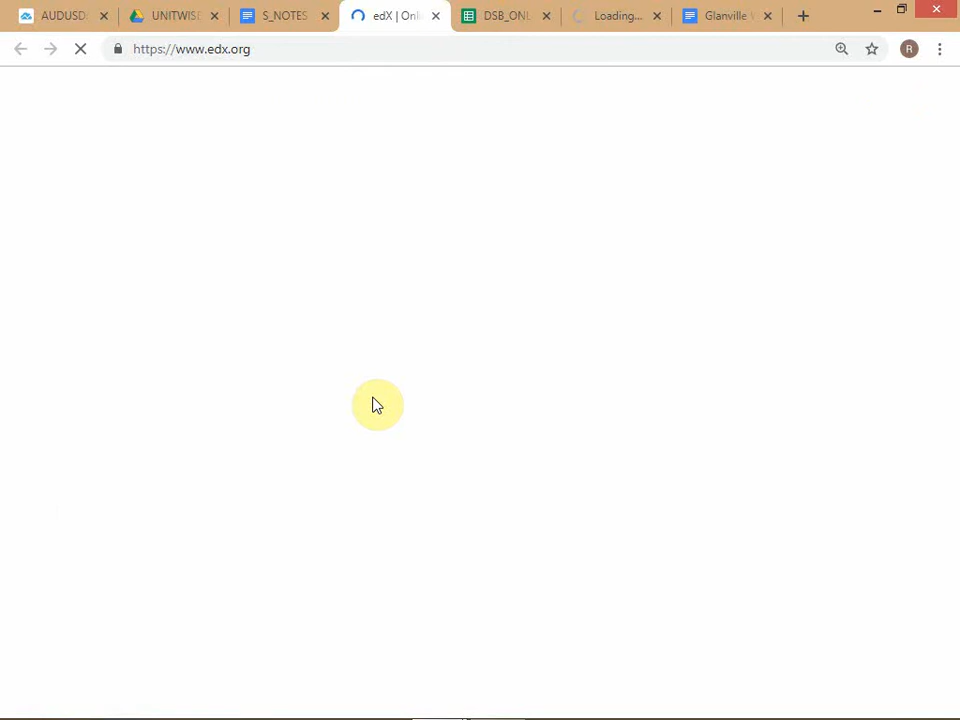 AUDUSD
UNITWISE
S_NOTES
edX | Onli
DSB_ONL
Loading...
Glanville
https://www.edx.org
R